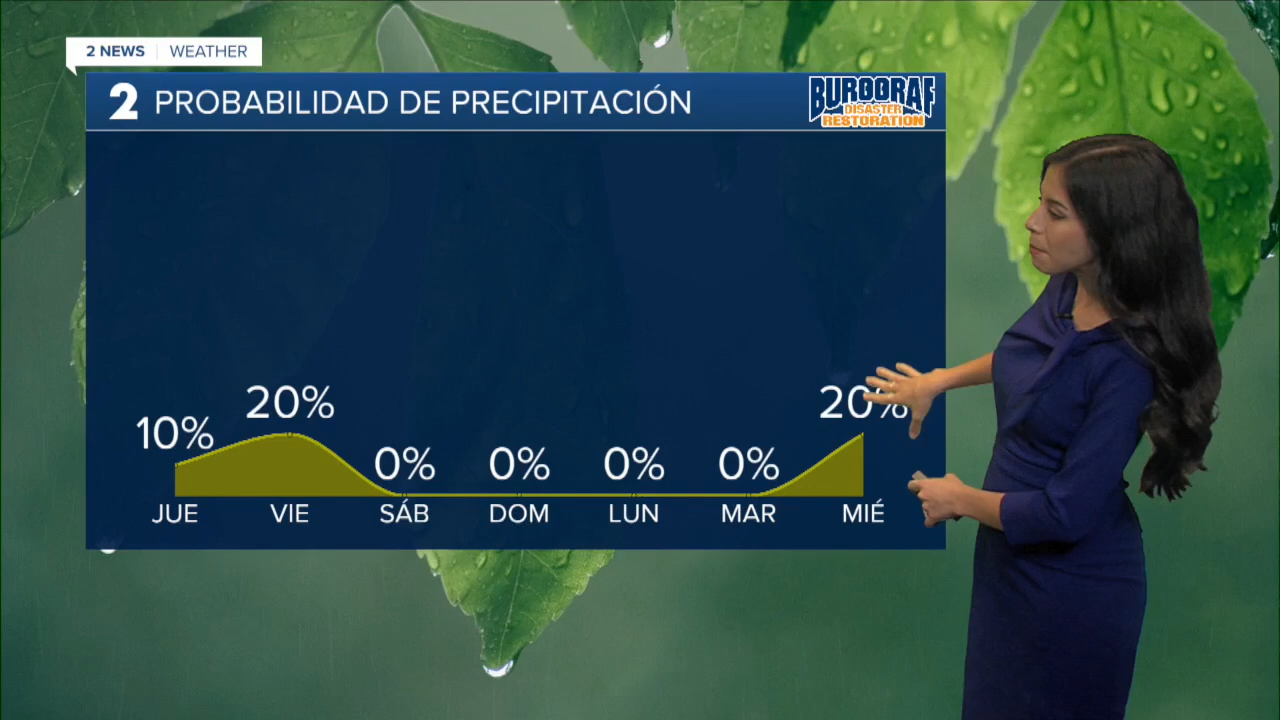 2 NEWS WEATHER
2 PROBABILIDAD DE PRECIPITACIÓN
BURGGRAF
DISASTER
RESTORATION
10% 20% 0% 0% 0% 0% 20%
JUE VIE SÁB DOM LUN MAR MIÉ